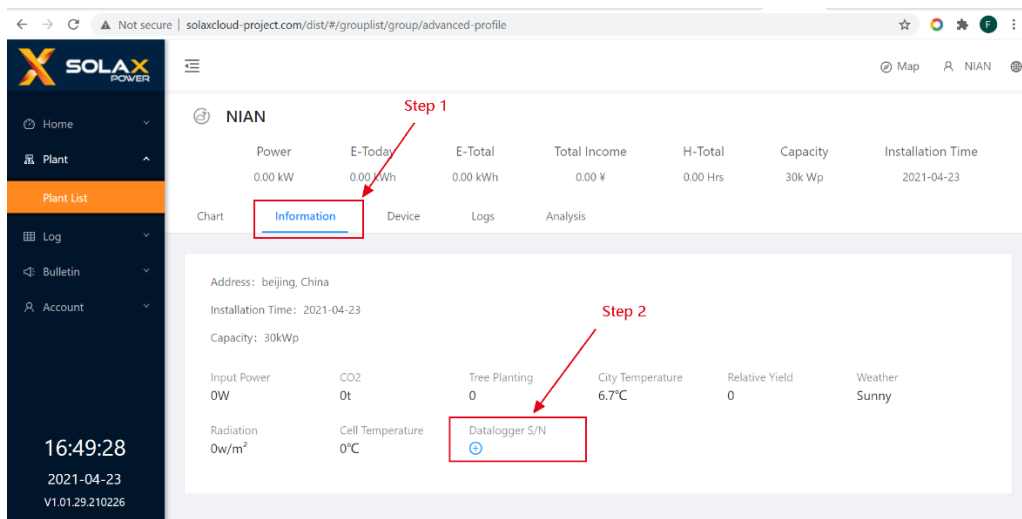 Not secure | solaxcloud-project.com/dist/#/grouplist/group/advanced-profile
F
SOLAX
POWER
Map
NIAN
Step 1
NIAN
Home
Plant
Plant List
Log
Bulletin
Account
Power E-Today E-Total Total Income H-Total Capacity Installation Time
0.00 kW 0.00 kWh 0.00 kWh 0.00 ¥ 0.00 Hrs 30k Wp 2021-04-23
Chart Information Device Logs Analysis
Address: beijing, China
Installation Time: 2021-04-23
Capacity: 30kWp
Step 2
Input Power CO2 Tree Planting City Temperature Relative Yield Weather
0W 0t 0 6.7℃ 0 Sunny
Radiation Cell Temperature Datalogger S/N
0w/m² 0℃
16:49:28
2021-04-23
V1.01.29.210226